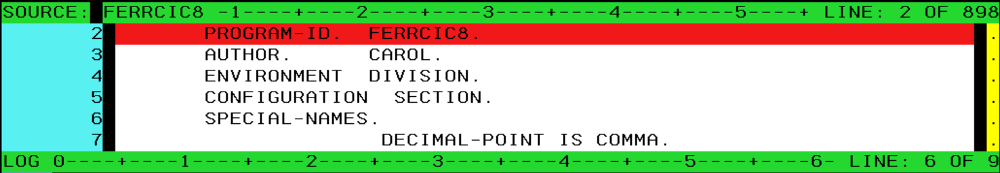 SOURCE: FERRCIC8 -1----+----2----+----3----+----4----+----5----+ LINE: 2 OF 898
2 PROGRAM-ID. FERRCIC8. .
3 AUTHOR. CAROL. .
4 ENVIRONMENT DIVISION. .
5 CONFIGURATION SECTION. .
6 SPECIAL-NAMES. .
7 DECIMAL-POINT IS COMMA. .
LOG 0----+----1----+----2----+----3----+----4----+----5----+----6- LINE: 6 OF 9